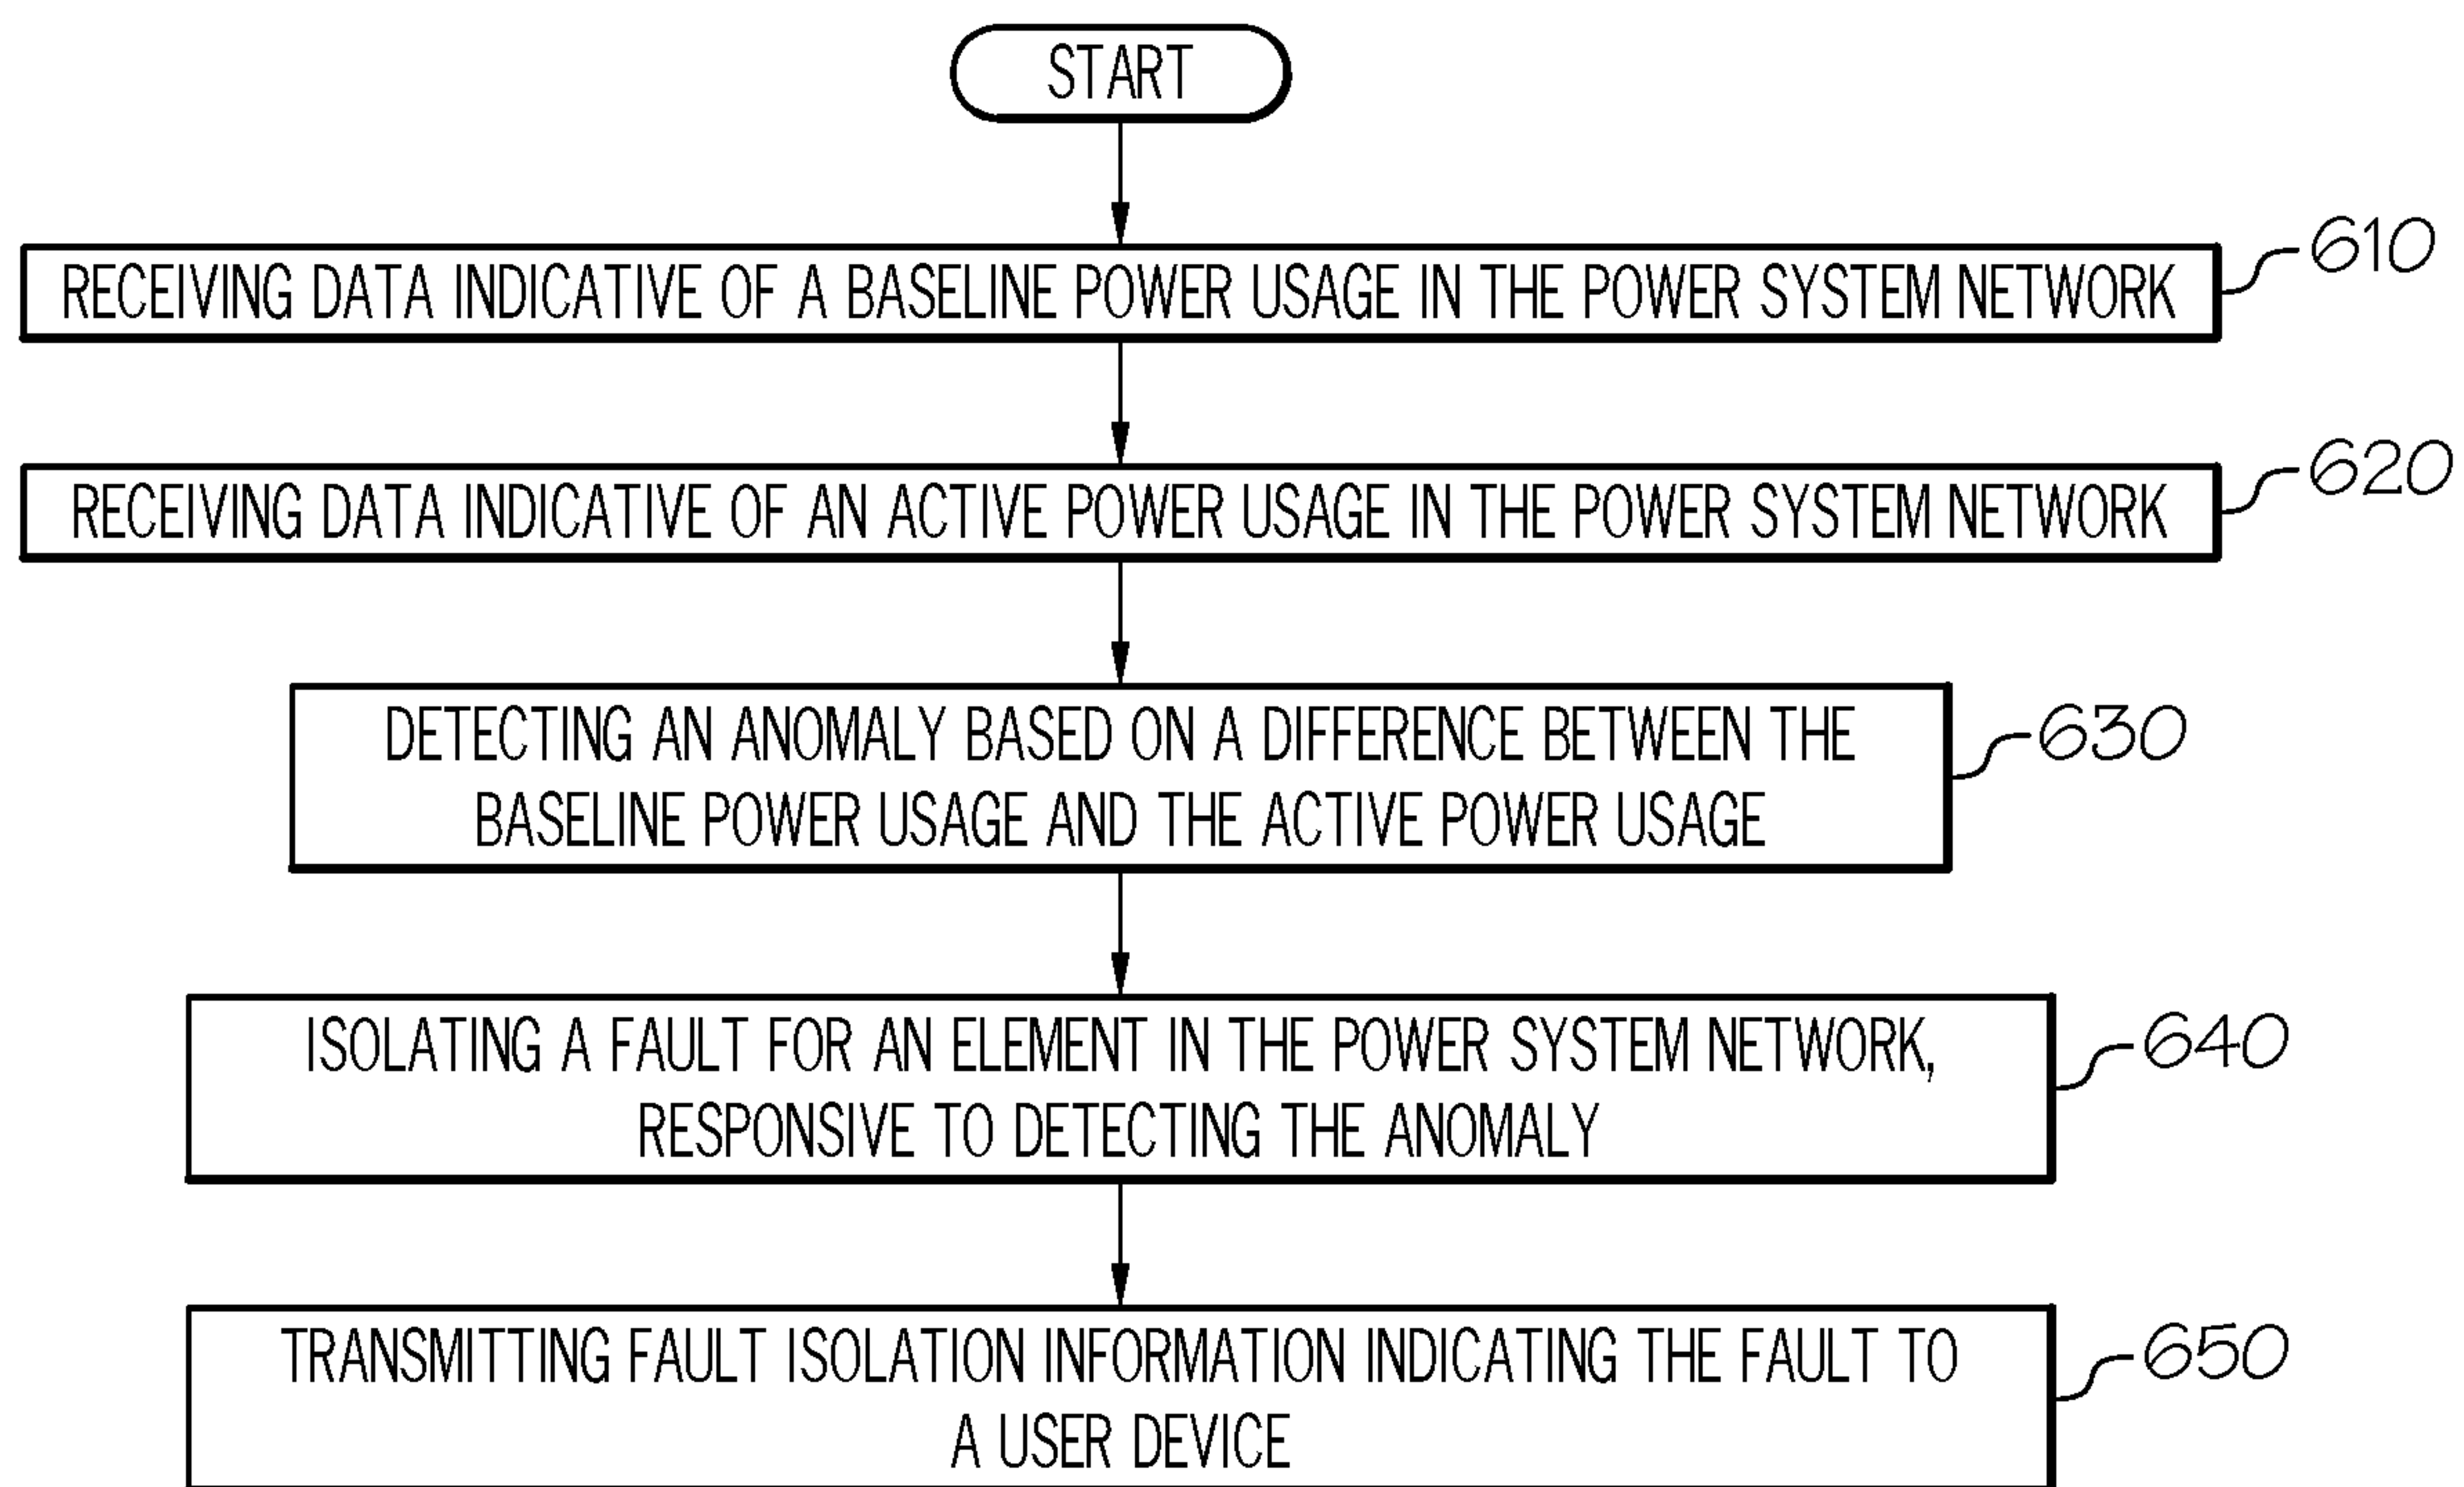 START
RECEIVING DATA INDICATIVE OF A BASELINE POWER USAGE IN THE POWER SYSTEM NETWORK
610
RECEIVING DATA INDICATIVE OF AN ACTIVE POWER USAGE IN THE POWER SYSTEM NETWORK
620
DETECTING AN ANOMALY BASED ON A DIFFERENCE BETWEEN THE
BASELINE POWER USAGE AND THE ACTIVE POWER USAGE
630
ISOLATING A FAULT FOR AN ELEMENT IN THE POWER SYSTEM NETWORK,
RESPONSIVE TO DETECTING THE ANOMALY
640
TRANSMITTING FAULT ISOLATION INFORMATION INDICATING THE FAULT TO
A USER DEVICE
650